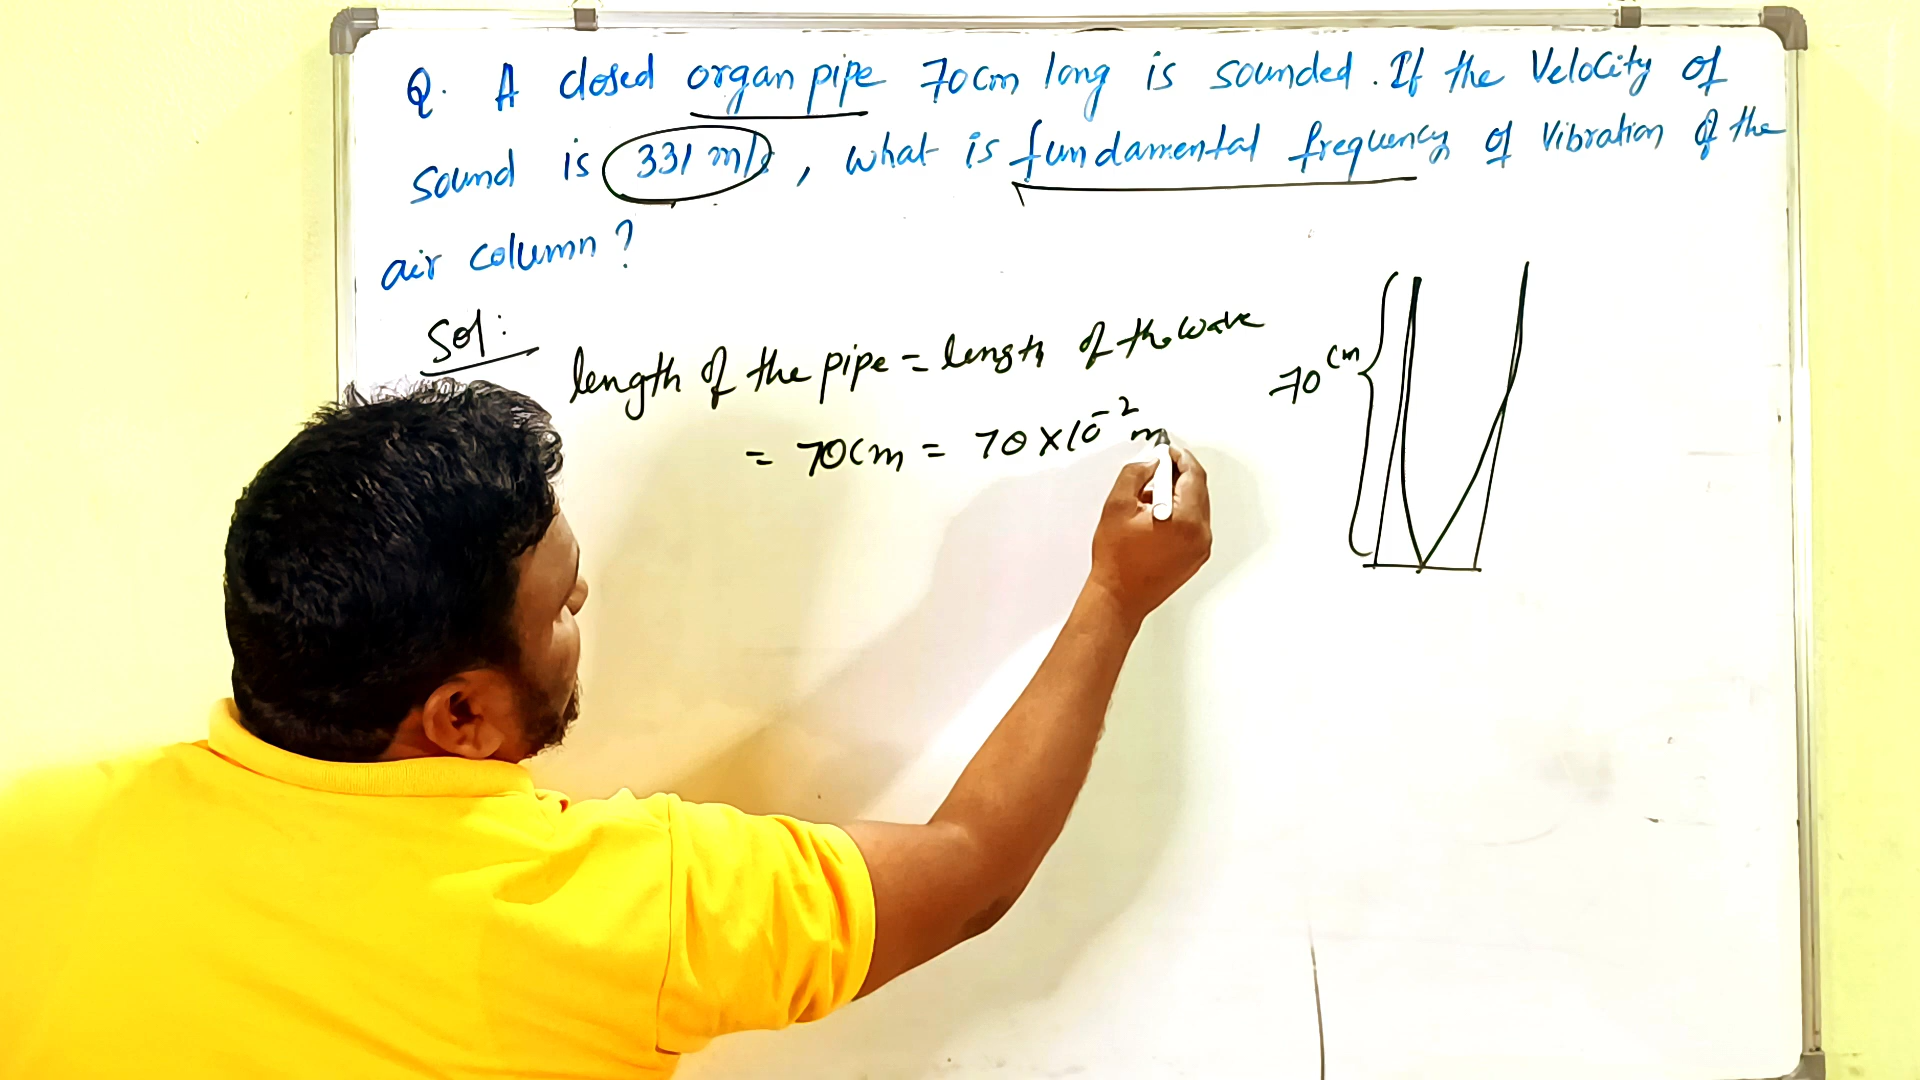 Q. A closed organ pipe 70cm long is sounded. If the Velocity of
sound is 331 m/s, what is fundamental frequency of vibration of the
air column?
Sol:
length of the pipe = length of the wave
= 70cm = 70 x 10⁻² m
70 cm